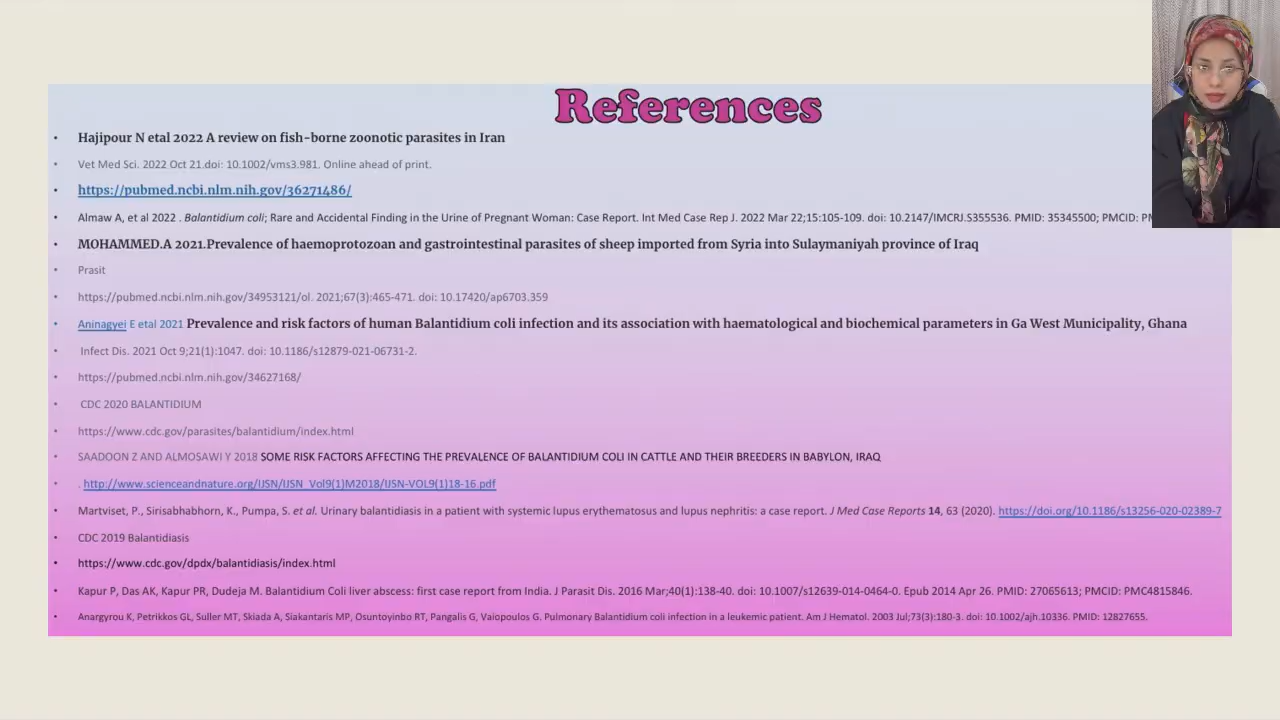 References
• Hajipour N etal 2022 A review on fish-borne zoonotic parasites in Iran
• Vet Med Sci. 2022 Oct 21.doi: 10.1002/vms3.981. Online ahead of print.
• https://pubmed.ncbi.nlm.nih.gov/36271486/
• Almaw A, et al 2022 . Balantidium coli; Rare and Accidental Finding in the Urine of Pregnant Woman: Case Report. Int Med Case Rep J. 2022 Mar 22;15:105-109. doi: 10.2147/IMCRJ.S355536. PMID: 35345500; PMCID:
• MOHAMMED.A 2021.Prevalence of haemoprotozoan and gastrointestinal parasites of sheep imported from Syria into Sulaymaniyah province of Iraq
• Prasit
• https://pubmed.ncbi.nlm.nih.gov/34953121/ol. 2021;67(3):465-471. doi: 10.17420/ap6703.359
• Aninagyei E etal 2021 Prevalence and risk factors of human Balantidium coli infection and its association with haematological and biochemical parameters in Ga West Municipality, Ghana
• Infect Dis. 2021 Oct 9;21(1):1047. doi: 10.1186/s12879-021-06731-2.
• https://pubmed.ncbi.nlm.nih.gov/34627168/
• CDC 2020 BALANTIDIUM
• https://www.cdc.gov/parasites/balantidium/index.html
• SAADOON Z AND ALMOSAWI Y 2018 SOME RISK FACTORS AFFECTING THE PREVALENCE OF BALANTIDIUM COLI IN CATTLE AND THEIR BREEDERS IN BABYLON, IRAQ
• . http://www.scienceandnature.org/IJSN/IJSN_Vol9(1)M2018/IJSN-VOL9(1)18-16.pdf
• Martviset, P., Sirisabhabhorn, K., Pumpa, S. et al. Urinary balantidiasis in a patient with systemic lupus erythematosus and lupus nephritis: a case report. J Med Case Reports 14, 63 (2020). https://doi.org/10.1186/s13256-020-02389-7
• CDC 2019 Balantidiasis
• https://www.cdc.gov/dpdx/balantidiasis/index.html
• Kapur P, Das AK, Kapur PR, Dudeja M. Balantidium Coli liver abscess: first case report from India. J Parasit Dis. 2016 Mar;40(1):138-40. doi: 10.1007/s12639-014-0464-0. Epub 2014 Apr 26. PMID: 27065613; PMCID: PMC4815846.
• Anargyrou K, Petrikkos GL, Suller MT, Skiada A, Siakantaris MP, Osuntoyinbo RT, Pangalis G, Vaiopoulos G. Pulmonary Balantidium coli infection in a leukemic patient. Am J Hematol. 2003 Jul;73(3):180-3. doi: 10.1002/ajh.10336. PMID: 12827655.